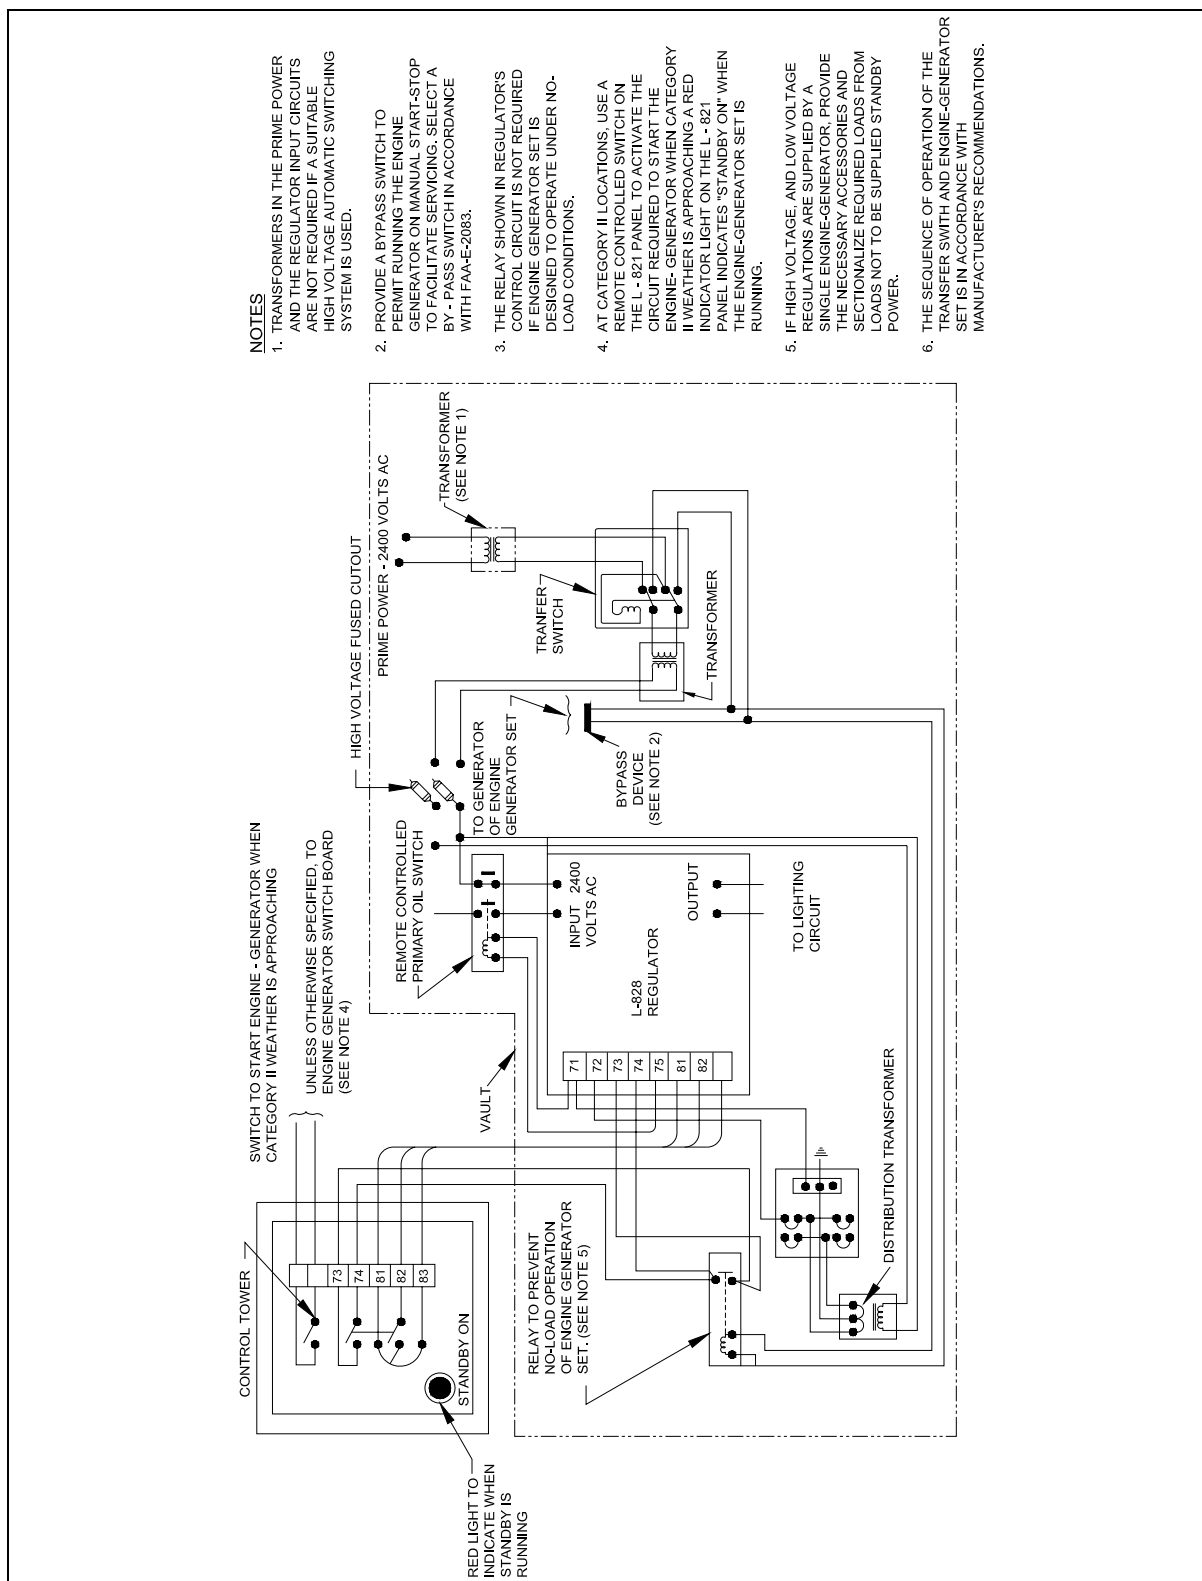 SWITCH TO START ENGINE - GENERATOR WHEN
CATEGORY II WEATHER IS APPROACHING
UNLESS OTHERWISE SPECIFIED, TO
ENGINE GENERATOR SWITCH BOARD
(SEE NOTE 4)
CONTROL TOWER
73
74
81
82
83
STANDBY ON
RED LIGHT TO
INDICATE WHEN
STANDBY IS
RUNNING
VAULT
HIGH VOLTAGE FUSED CUTOUT
PRIME POWER - 2400 VOLTS AC
TRANSFORMER
(SEE NOTE 1)
REMOTE CONTROLLED
PRIMARY OIL SWITCH
TO GENERATOR
OF ENGINE
GENERATOR SET
TRANFER
SWITCH
INPUT 2400
VOLTS AC
BYPASS
DEVICE
(SEE NOTE 2)
TRANSFORMER
L-828
REGULATOR
OUTPUT
TO LIGHTING
CIRCUIT
71
72
73
74
75
81
82
RELAY TO PREVENT
NO-LOAD OPERATION
OF ENGINE GENERATOR
SET. (SEE NOTE 5)
DISTRIBUTION TRANSFORMER
NOTES
1. TRANSFORMERS IN THE PRIME POWER
AND THE REGULATOR INPUT CIRCUITS
ARE NOT REQUIRED IF A SUITABLE
HIGH VOLTAGE AUTOMATIC SWITCHING
SYSTEM IS USED.
2. PROVIDE A BYPASS SWITCH TO
PERMIT RUNNING THE ENGINE
GENERATOR ON MANUAL START-STOP
TO FACILITATE SERVICING. SELECT A
BY - PASS SWITCH IN ACCORDANCE
WITH FAA-E-2083.
3. THE RELAY SHOWN IN REGULATOR'S
CONTROL CIRCUIT IS NOT REQUIRED
IF ENGINE GENERATOR SET IS
DESIGNED TO OPERATE UNDER NO-
LOAD CONDITIONS.
4. AT CATEGORY II LOCATIONS, USE A
REMOTE CONTROLLED SWITCH ON
THE L - 821 PANEL TO ACTIVATE THE
CIRCUIT REQUIRED TO START THE
ENGINE- GENERATOR WHEN CATEGORY
II WEATHER IS APPROACHING A RED
INDICATOR LIGHT ON THE L - 821
PANEL INDICATES "STANDBY ON" WHEN
THE ENGINE-GENERATOR SET IS
RUNNING.
5. IF HIGH VOLTAGE, AND LOW VOLTAGE
REGULATIONS ARE SUPPLIED BY A
SINGLE ENGINE-GENERATOR, PROVIDE
THE NECESSARY ACCESSORIES AND
SECTIONALIZE REQUIRED LOADS FROM
LOADS NOT TO BE SUPPLIED STANDBY
POWER.
6. THE SEQUENCE OF OPERATION OF THE
TRANSFER SWITH AND ENGINE-GENERATOR
SET IS IN ACCORDANCE WITH
MANUFACTURER'S RECOMMENDATIONS.